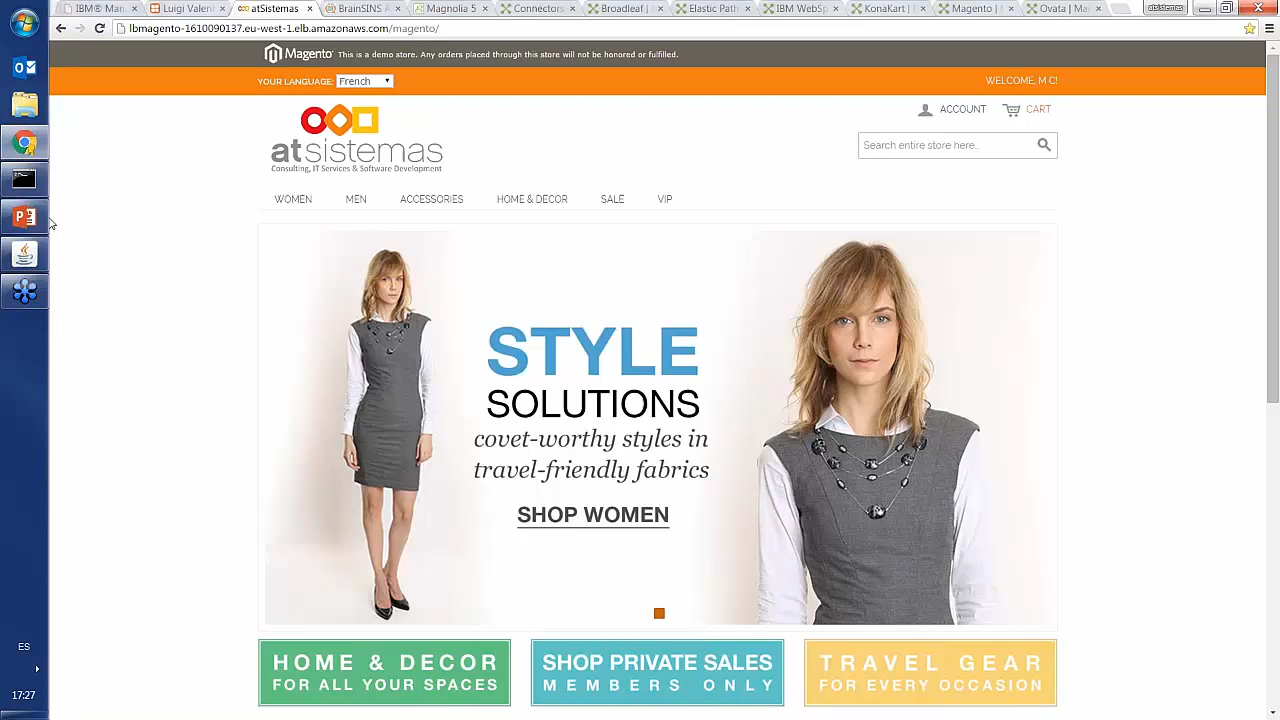 IBM® Man
Luigi Valenti
atSistemas
BrainSINS A
Magnolia 5
Connectors
Broadleaf |
Elastic Path
IBM WebSp
KonaKart |
Magento |
Ovata | Ma
atsistemas
lbmagento-1610090137.eu-west-1.elb.amazonaws.com/magento/
Magento® This is a demo store. Any orders placed through this store will not be honored or fulfilled.
YOUR LANGUAGE: French
WELCOME, M C!
ACCOUNT CART
atsistemas
Consulting, IT Services & Software Development
Search entire store here...
WOMEN MEN ACCESSORIES HOME & DECOR SALE VIP
STYLE
SOLUTIONS
covet-worthy styles in
travel-friendly fabrics
SHOP WOMEN
HOME & DECOR
FOR ALL YOUR SPACES
SHOP PRIVATE SALES
MEMBERS ONLY
TRAVEL GEAR
FOR EVERY OCCASION
ES
17:27